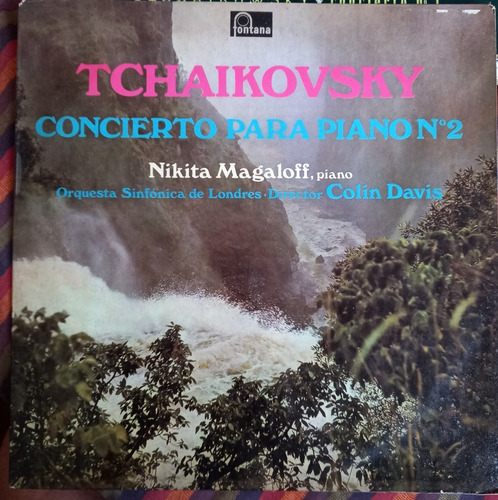 fontana
TCHAIKOVSKY
CONCIERTO PARA PIANO Nº2
Nikita Magaloff, piano
Orquesta Sinfónica de Londres · Director Colin Davis